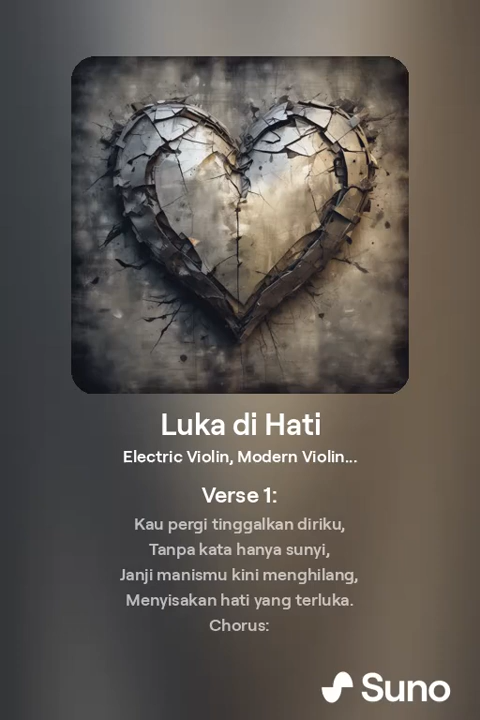 Luka di Hati
Electric Violin, Modern Violin...
Verse 1:
Kau pergi tinggalkan diriku,
Tanpa kata hanya sunyi,
Janji manismu kini menghilang,
Menyisakan hati yang terluka.
Chorus:
Suno